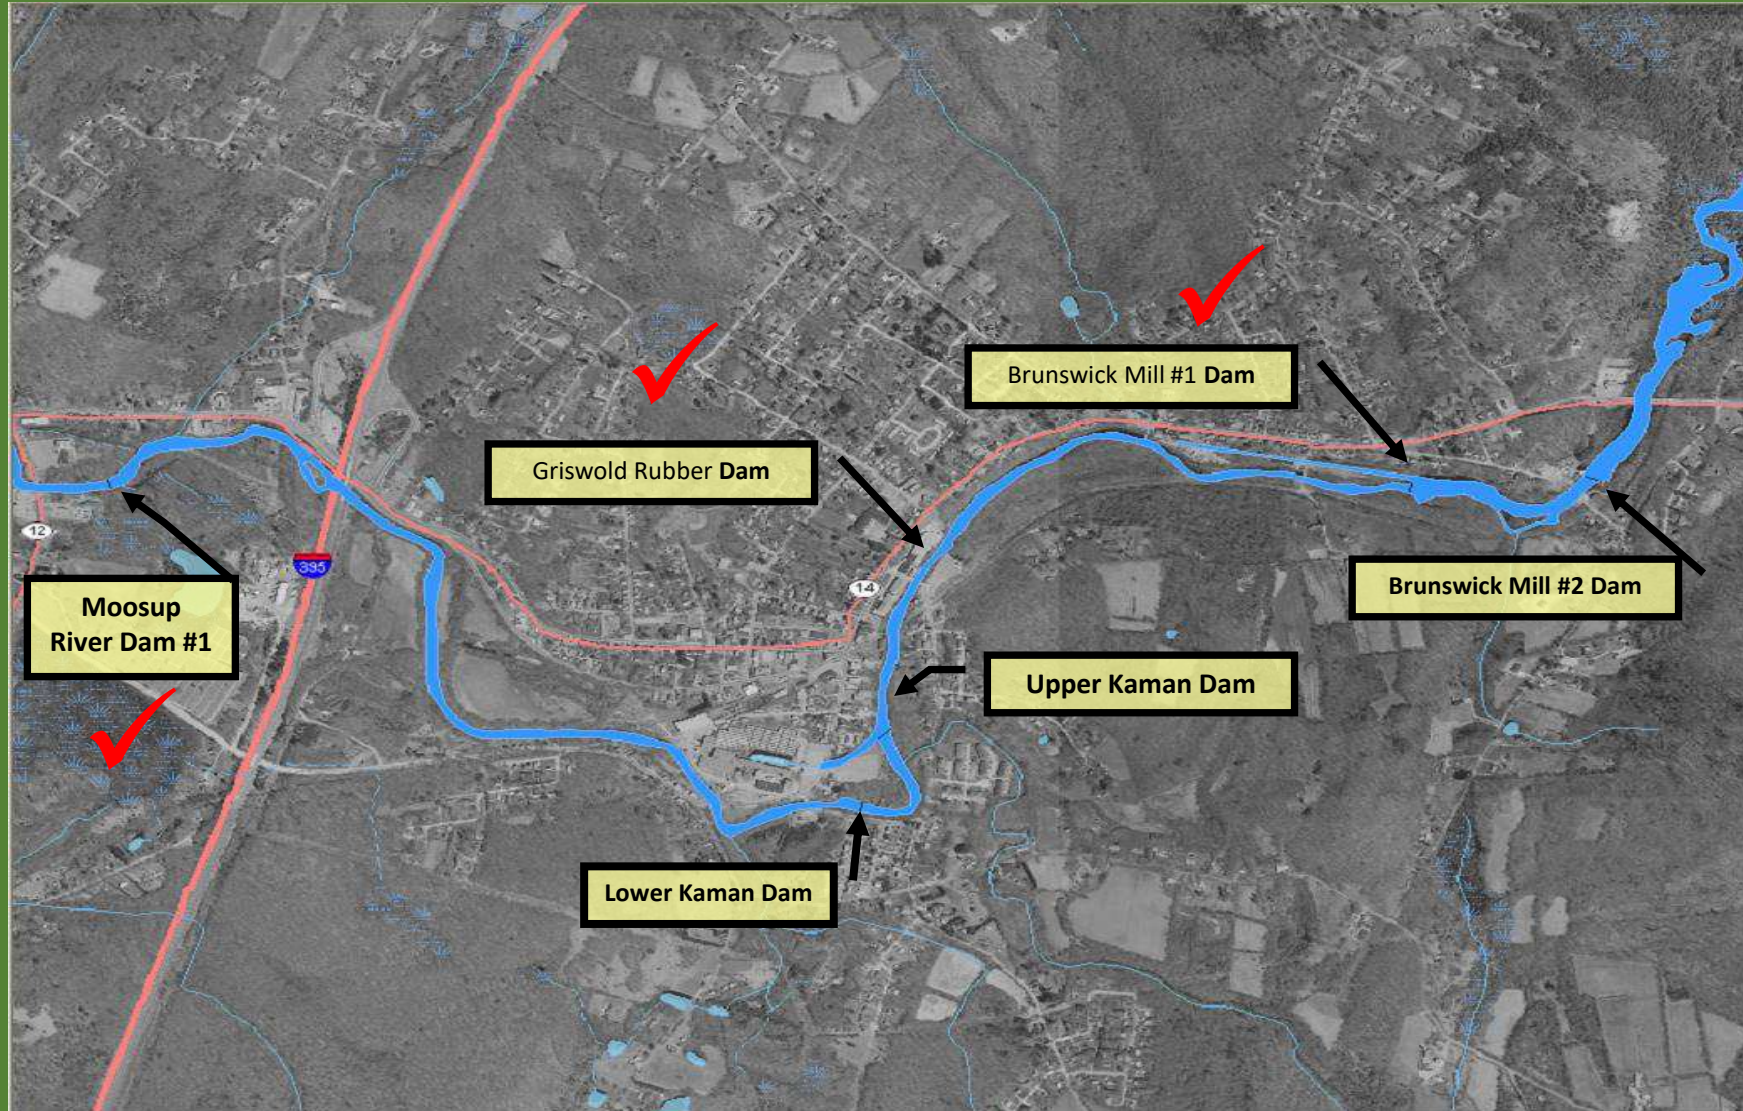 Brunswick Mill #1 Dam
Griswold Rubber Dam
12
395
14
Moosup
River Dam #1
Brunswick Mill #2 Dam
Upper Kaman Dam
Lower Kaman Dam